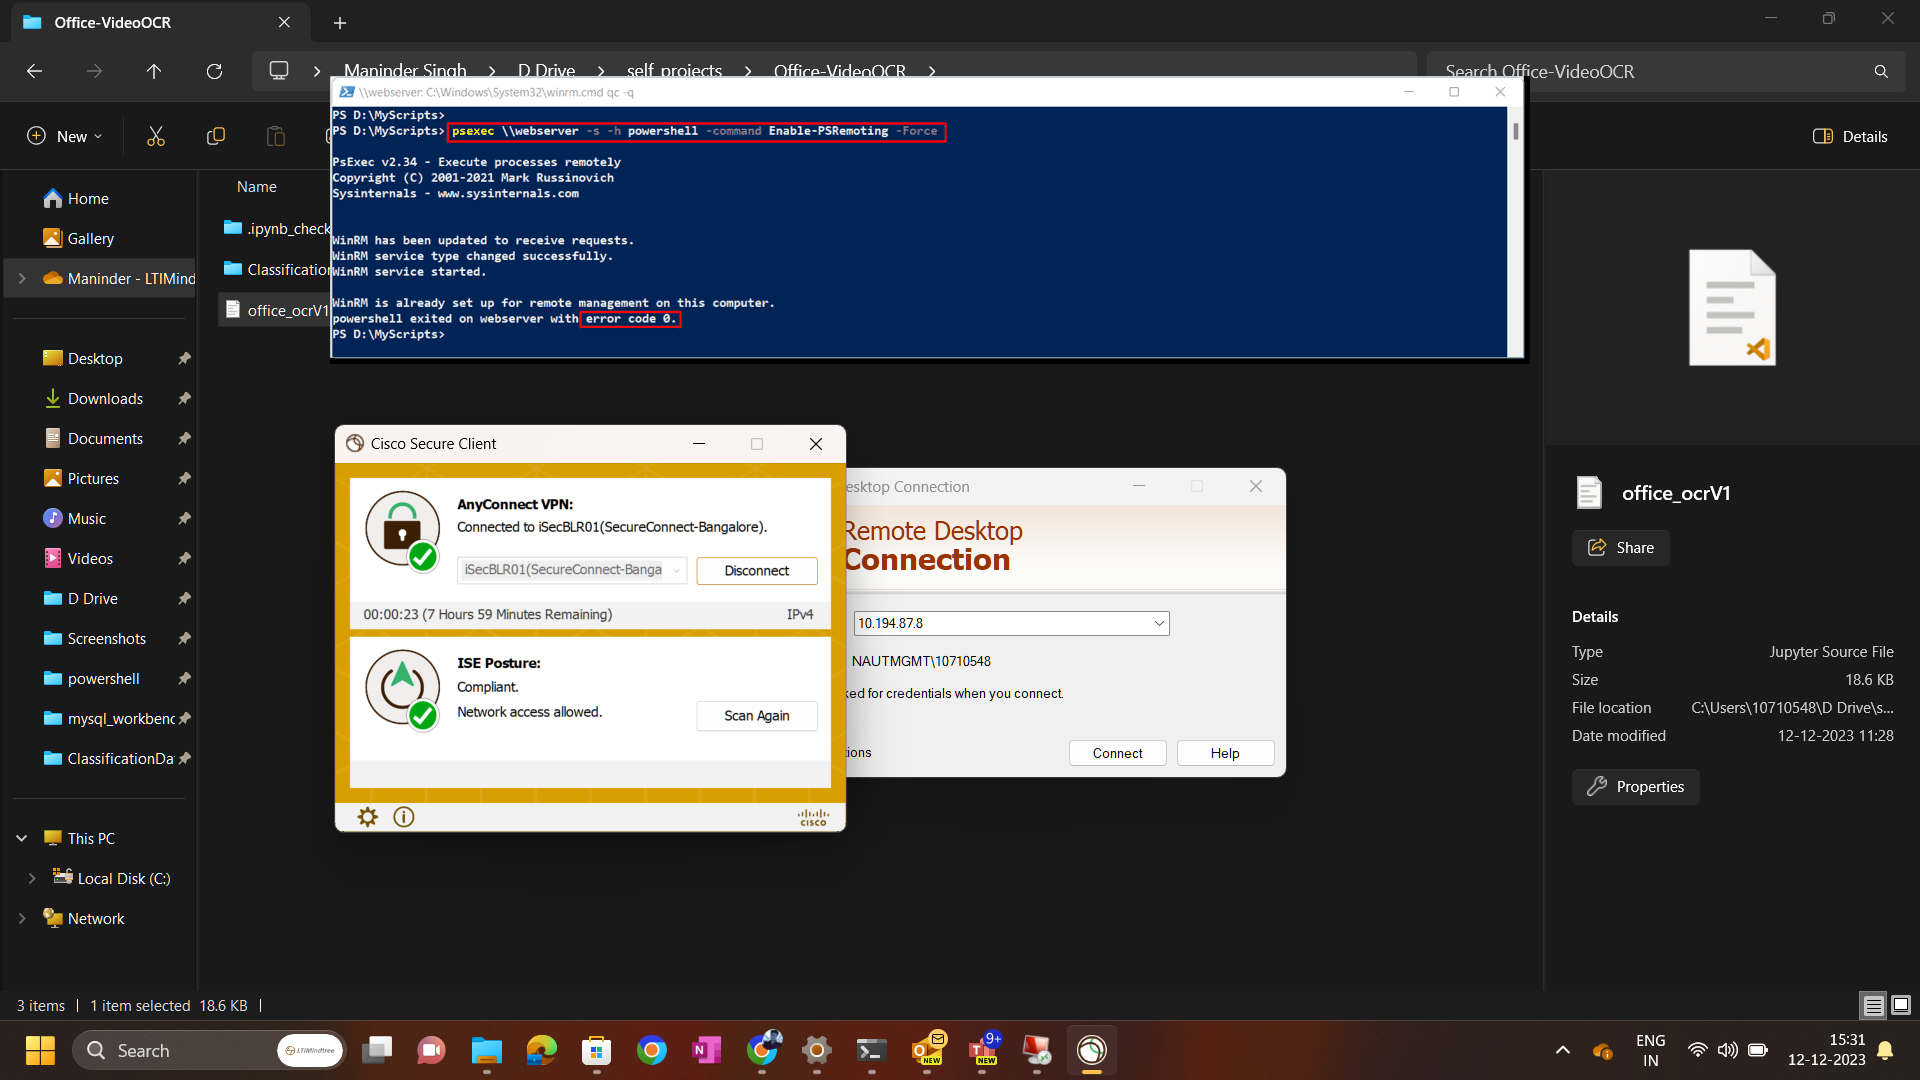 Office-VideoOCR
Maninder Singh > D Drive > self_projects > Office-VideoOCR >
Search Office-VideoOCR
\\webserver: C:\Windows\System32\winrm.cmd qc -q
PS D:\MyScripts>
PS D:\MyScripts> psexec \\webserver -s -h powershell -command Enable-PSRemoting -Force
PsExec v2.34 - Execute processes remotely
Copyright (C) 2001-2021 Mark Russinovich
Sysinternals - www.sysinternals.com
WinRM has been updated to receive requests.
WinRM service type changed successfully.
WinRM service started.
WinRM is already set up for remote management on this computer.
powershell exited on webserver with error code 0.
PS D:\MyScripts>
New
Details
Home
Gallery
Maninder - LTIMind
Desktop
Downloads
Documents
Pictures
Music
Videos
D Drive
Screenshots
powershell
mysql_workbenc
ClassificationDa
This PC
Local Disk (C:)
Network
Name
.ipynb_check
Classification
office_ocrV1
Cisco Secure Client
AnyConnect VPN:
Connected to iSecBLR01(SecureConnect-Bangalore).
iSecBLR01(SecureConnect-Banga
Disconnect
00:00:23 (7 Hours 59 Minutes Remaining)
IPv4
ISE Posture:
Compliant.
Network access allowed.
Scan Again
cisco
esktop Connection
Remote Desktop
Connection
10.194.87.8
NAUTMGMT\10710548
ked for credentials when you connect.
tions
Connect
Help
office_ocrV1
Share
Details
Type Jupyter Source File
Size 18.6 KB
File location C:\Users\10710548\D Drive\s...
Date modified 12-12-2023 11:28
Properties
3 items | 1 item selected 18.6 KB |
Search
LTIMindtree
NEW
9+
NEW
ENG
IN
15:31
12-12-2023